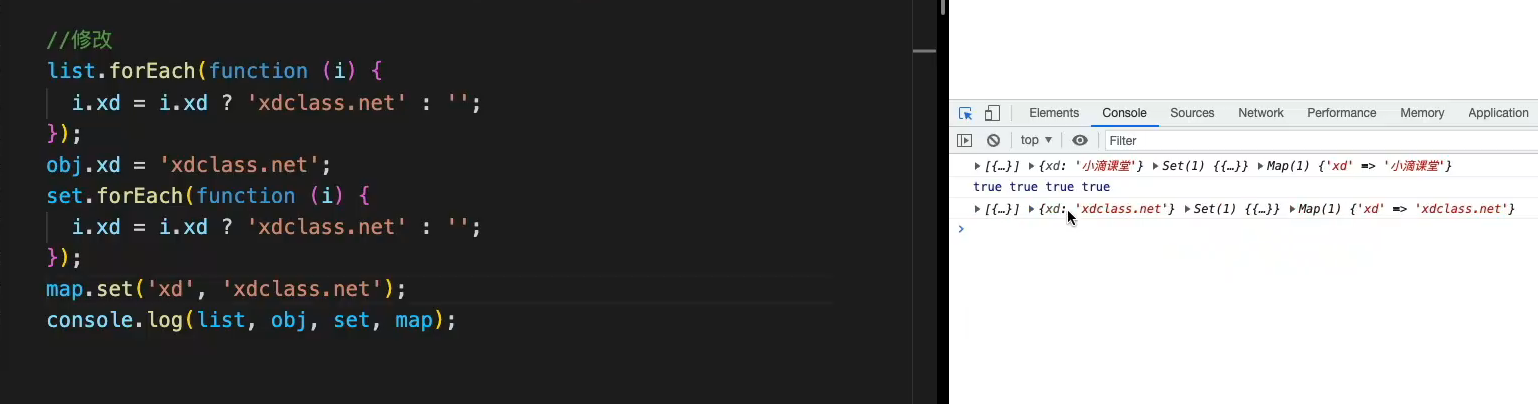 //修改
list.forEach(function (i) {
i.xd = i.xd ? 'xdclass.net' : '';
});
obj.xd = 'xdclass.net';
set.forEach(function (i) {
i.xd = i.xd ? 'xdclass.net' : '';
});
map.set('xd', 'xdclass.net');
console.log(list, obj, set, map);
Elements Console Sources Network Performance Memory Application
top Filter
[{…}] {xd: '小滴课堂'} Set(1) {{…}} Map(1) {'xd' => '小滴课堂'}
true true true true
[{…}] {xd: 'xdclass.net'} Set(1) {{…}} Map(1) {'xd' => 'xdclass.net'}